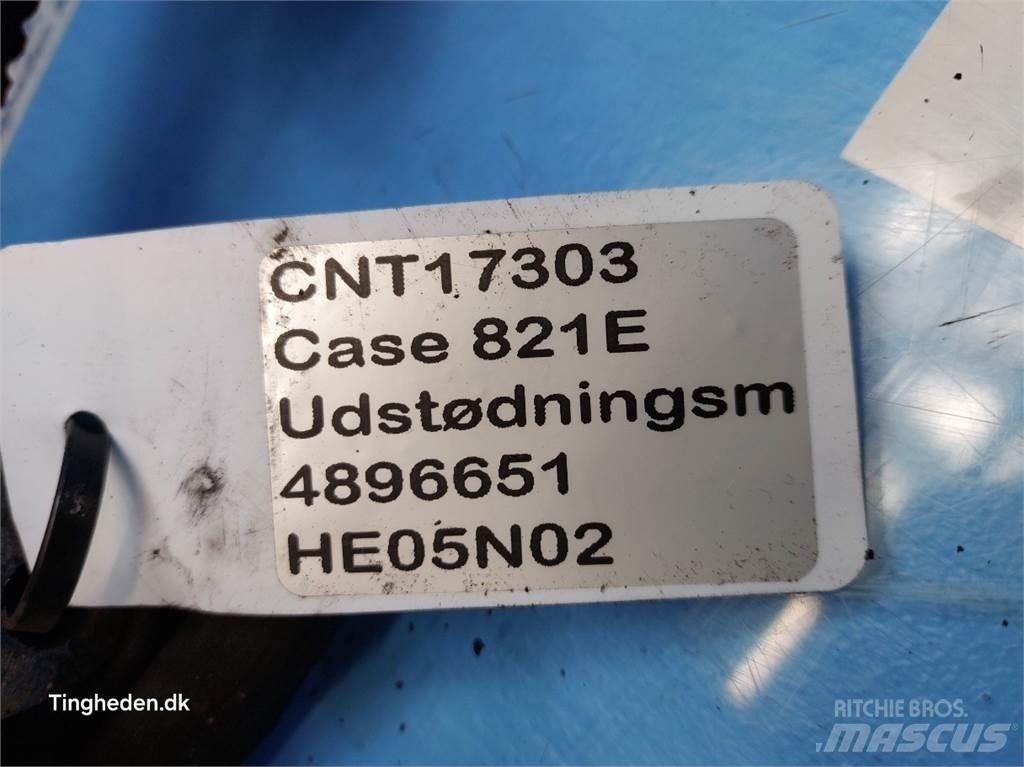 CNT17303
Case 821E
Udstødningsm
4896651
HE05N02
Tingheden.dk
RITCHIE BROS.
MASCUS